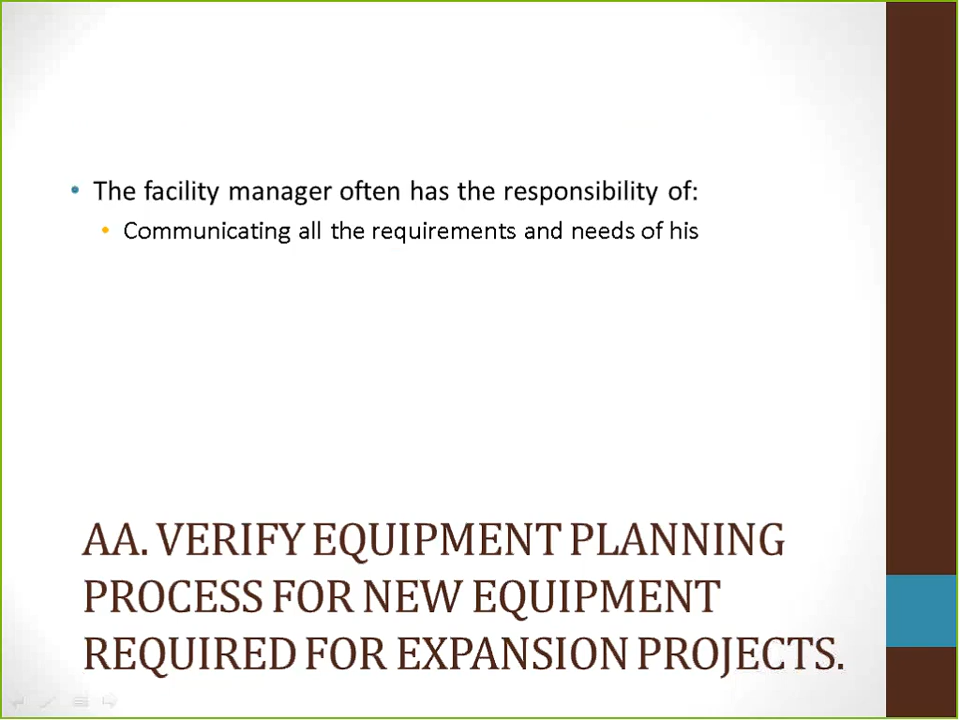 • The facility manager often has the responsibility of:
• Communicating all the requirements and needs of his
AA. VERIFY EQUIPMENT PLANNING
PROCESS FOR NEW EQUIPMENT
REQUIRED FOR EXPANSION PROJECTS.